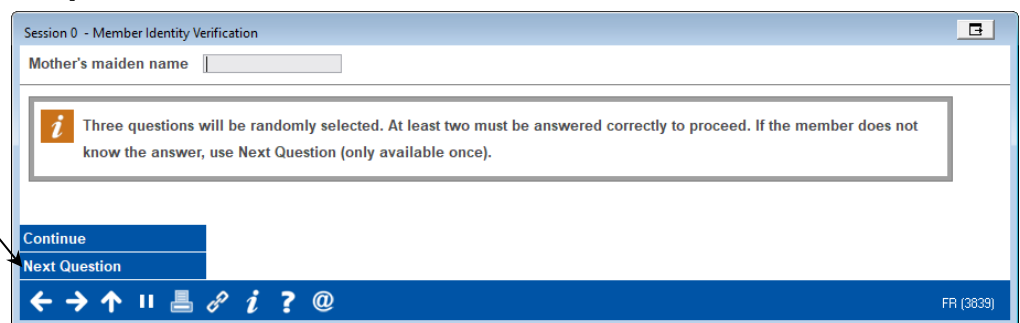 Session 0 - Member Identity Verification
Mother's maiden name
i Three questions will be randomly selected. At least two must be answered correctly to proceed. If the member does not
know the answer, use Next Question (only available once).
Continue
Next Question
i ? @ FR (3839)